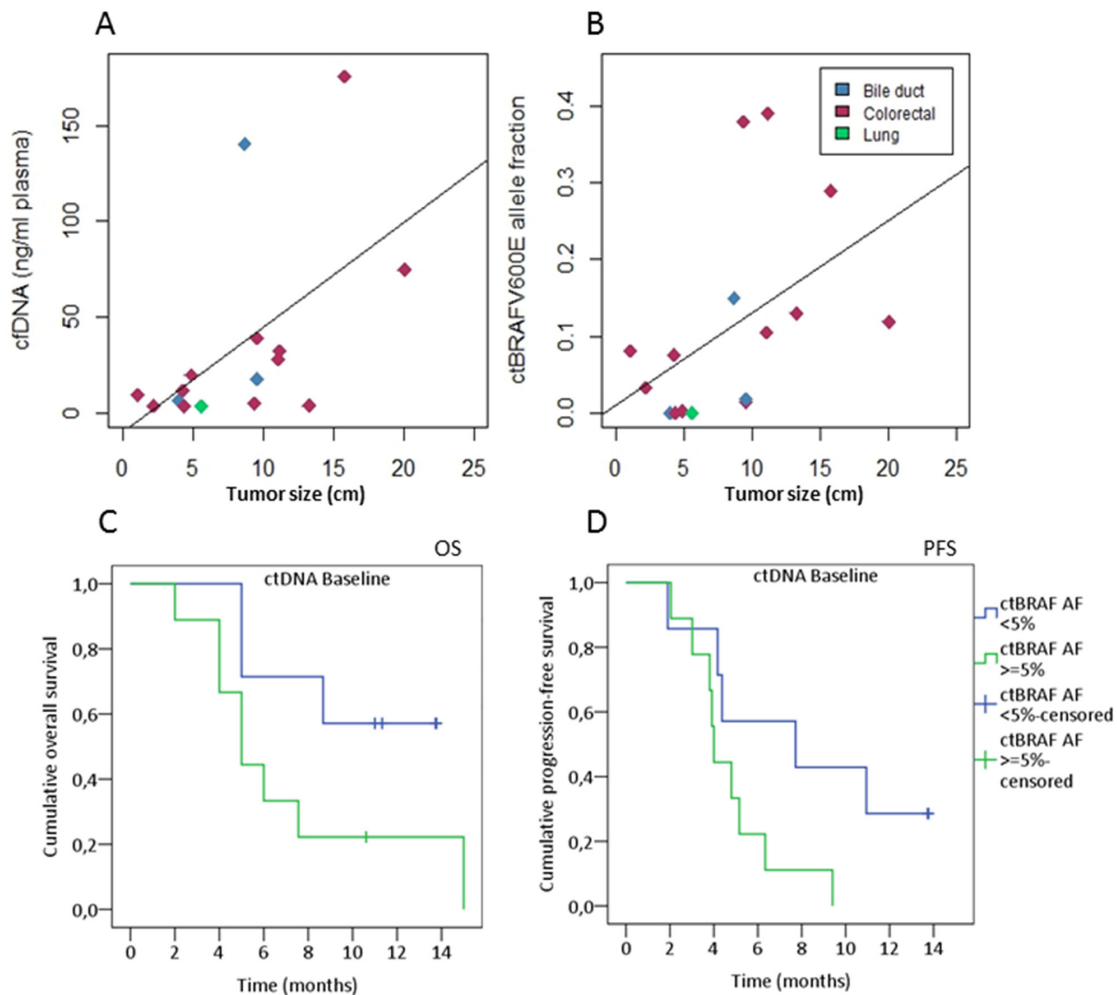 A
cfDNA (ng/ml plasma)
150
100
50
0
0 5 10 15 20 25
Tumor size (cm)
B
ctBRAFV600E allele fraction
0.4
0.3
0.2
0.1
0.0
Bile duct
Colorectal
Lung
0 5 10 15 20 25
Tumor size (cm)
C
OS
ctDNA Baseline
Cumulative overall survival
1,0
0,8
0,6
0,4
0,2
0,0
0 2 4 6 8 10 12 14
Time (months)
D
PFS
ctDNA Baseline
Cumulative progression-free survival
1,0
0,8
0,6
0,4
0,2
0,0
0 2 4 6 8 10 12 14
Time (months)
ctBRAF AF
<5%
ctBRAF AF
>=5%
ctBRAF AF
<5%-censored
ctBRAF AF
>=5%-
censored